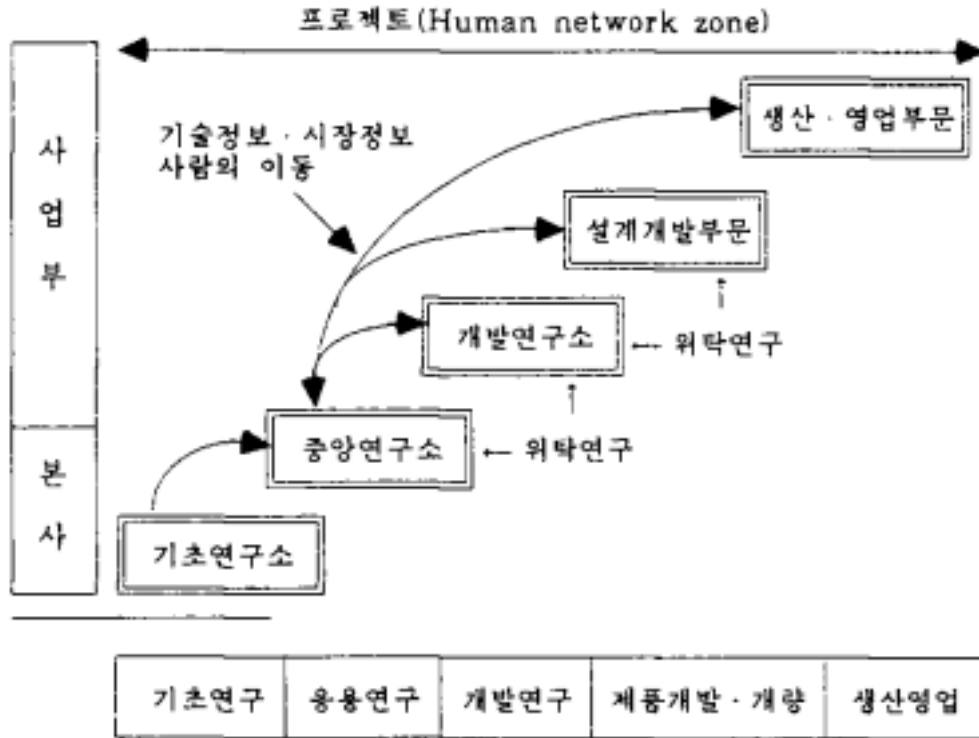 프로젝트(Human network zone)
사업부
본사
기술정보·시장정보
사람의 이동
생산·영업부문
설계개발부문
개발연구소
← 위탁연구
중앙연구소
← 위탁연구
기초연구소
기초연구
응용연구
개발연구
제품개발·개량
생산영업